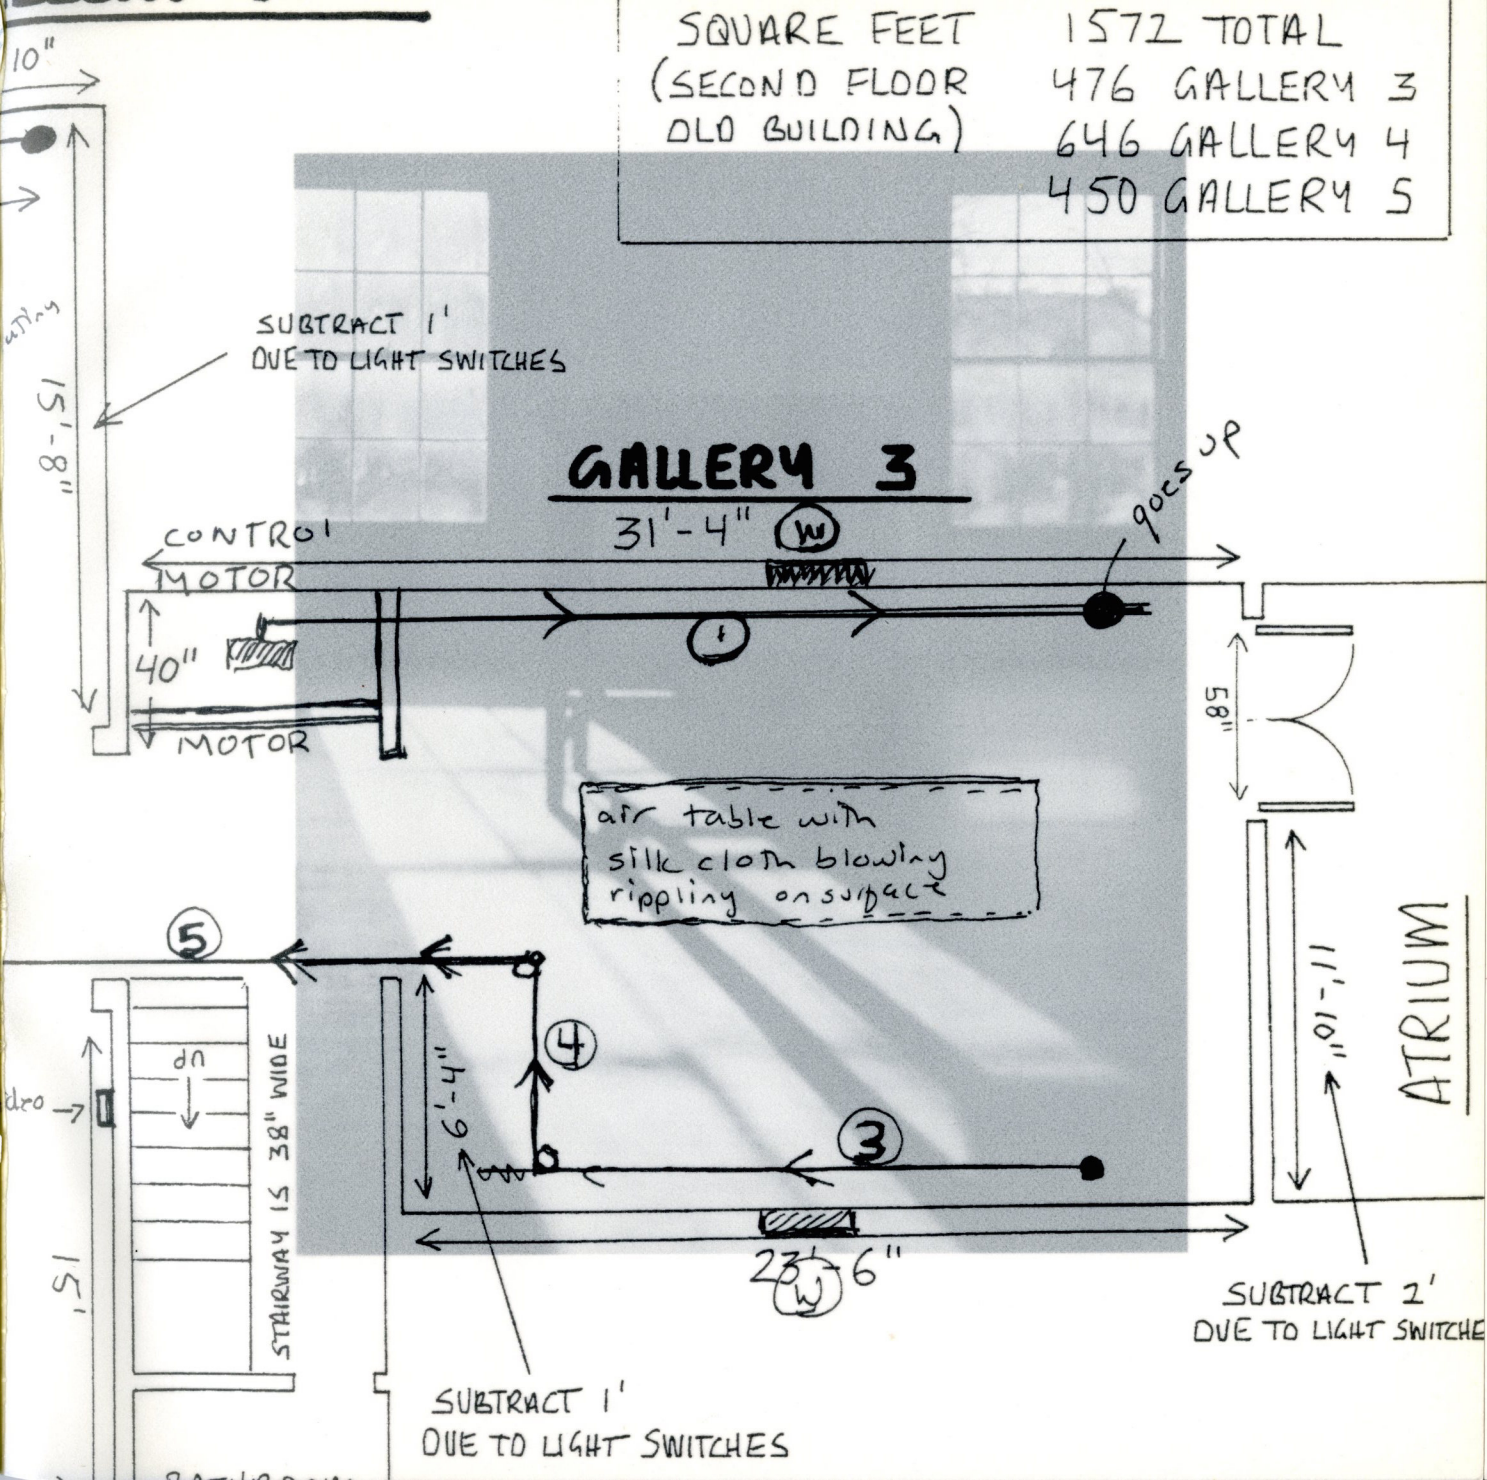 10"
SQUARE FEET 1572 TOTAL
(SECOND FLOOR 476 GALLERY 3
OLD BUILDING) 646 GALLERY 4
450 GALLERY 5
SUBTRACT 1'
DUE TO LIGHT SWITCHES
15'-8"
GALLERY 3
31'-4" W
goes UP
CONTROL
MOTOR
1
40"
58"
MOTOR
air table with
silk cloth blowing
rippling on surface
5
4
11'-10"
ATRIUM
dn
6'-4"
STAIRWAY IS 38" WIDE
3
15'
23'-6"
W
SUBTRACT 2'
DUE TO LIGHT SWITCHE
SUBTRACT 1'
DUE TO LIGHT SWITCHES